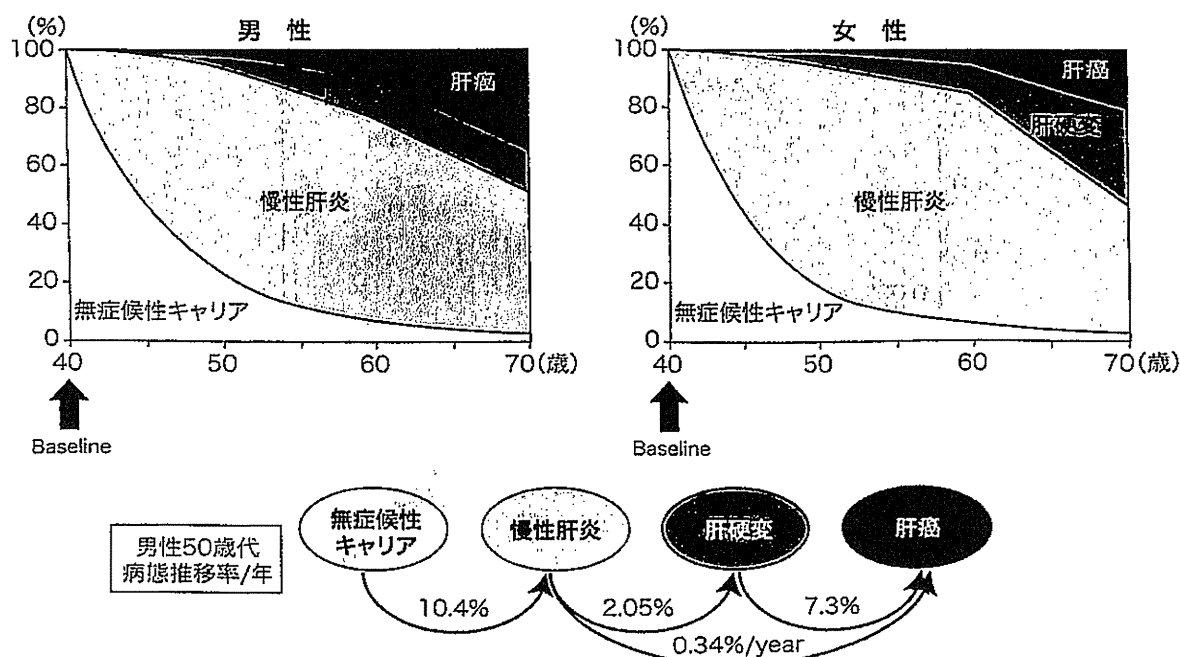 (%)
男 性
100
80
60
40
20
0
肝癌
慢性肝炎
無症候性キャリア
40
50
60
70(歳)
Baseline
(%)
女 性
100
80
60
40
20
0
肝癌
肝硬変
慢性肝炎
無症候性キャリア
40
50
60
70(歳)
Baseline
男性50歳代
病態推移率/年
無症候性
キャリア
慢性肝炎
肝硬変
肝癌
10.4%
2.05%
7.3%
0.34%/year